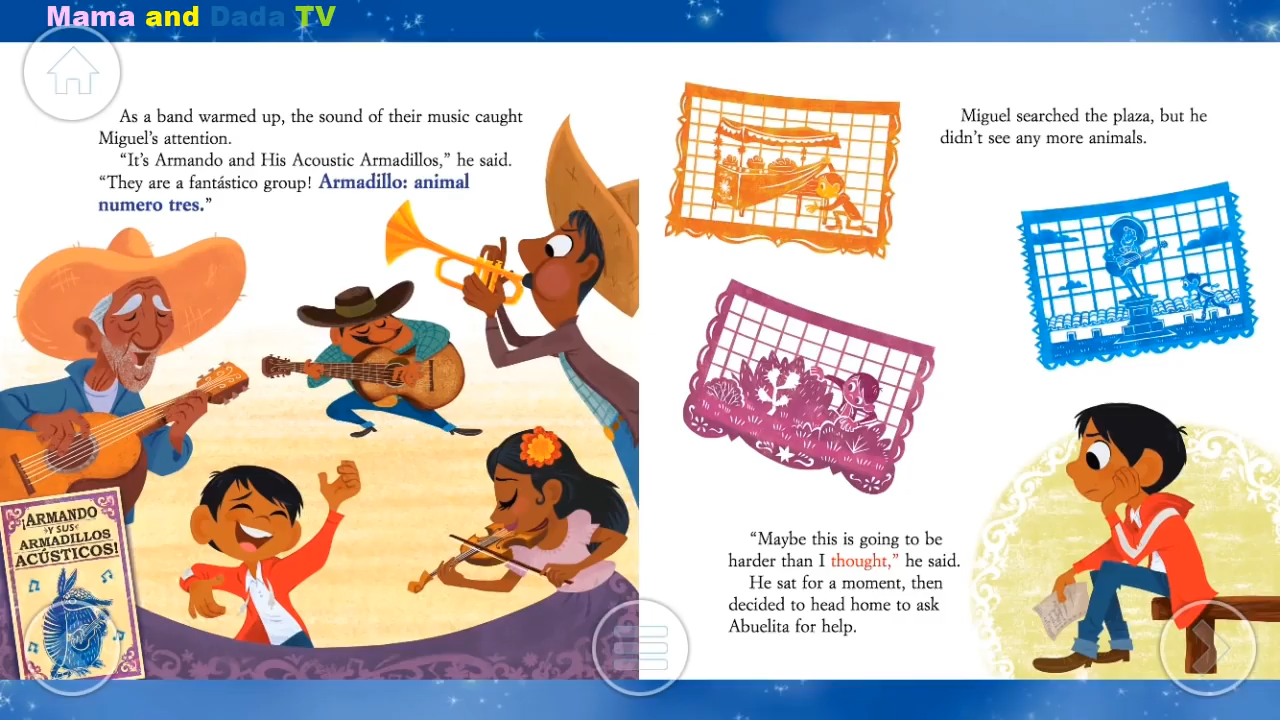 Mama and Dada TV
As a band warmed up, the sound of their music caught
Miguel’s attention.
“It’s Armando and His Acoustic Armadillos,” he said.
“They are a fantástico group! Armadillo: animal
numero tres.”
¡ARMANDO
Y SUS
ARMADILLOS
ACÚSTICOS!
Miguel searched the plaza, but he
didn’t see any more animals.
“Maybe this is going to be
harder than I thought,” he said.
He sat for a moment, then
decided to head home to ask
Abuelita for help.